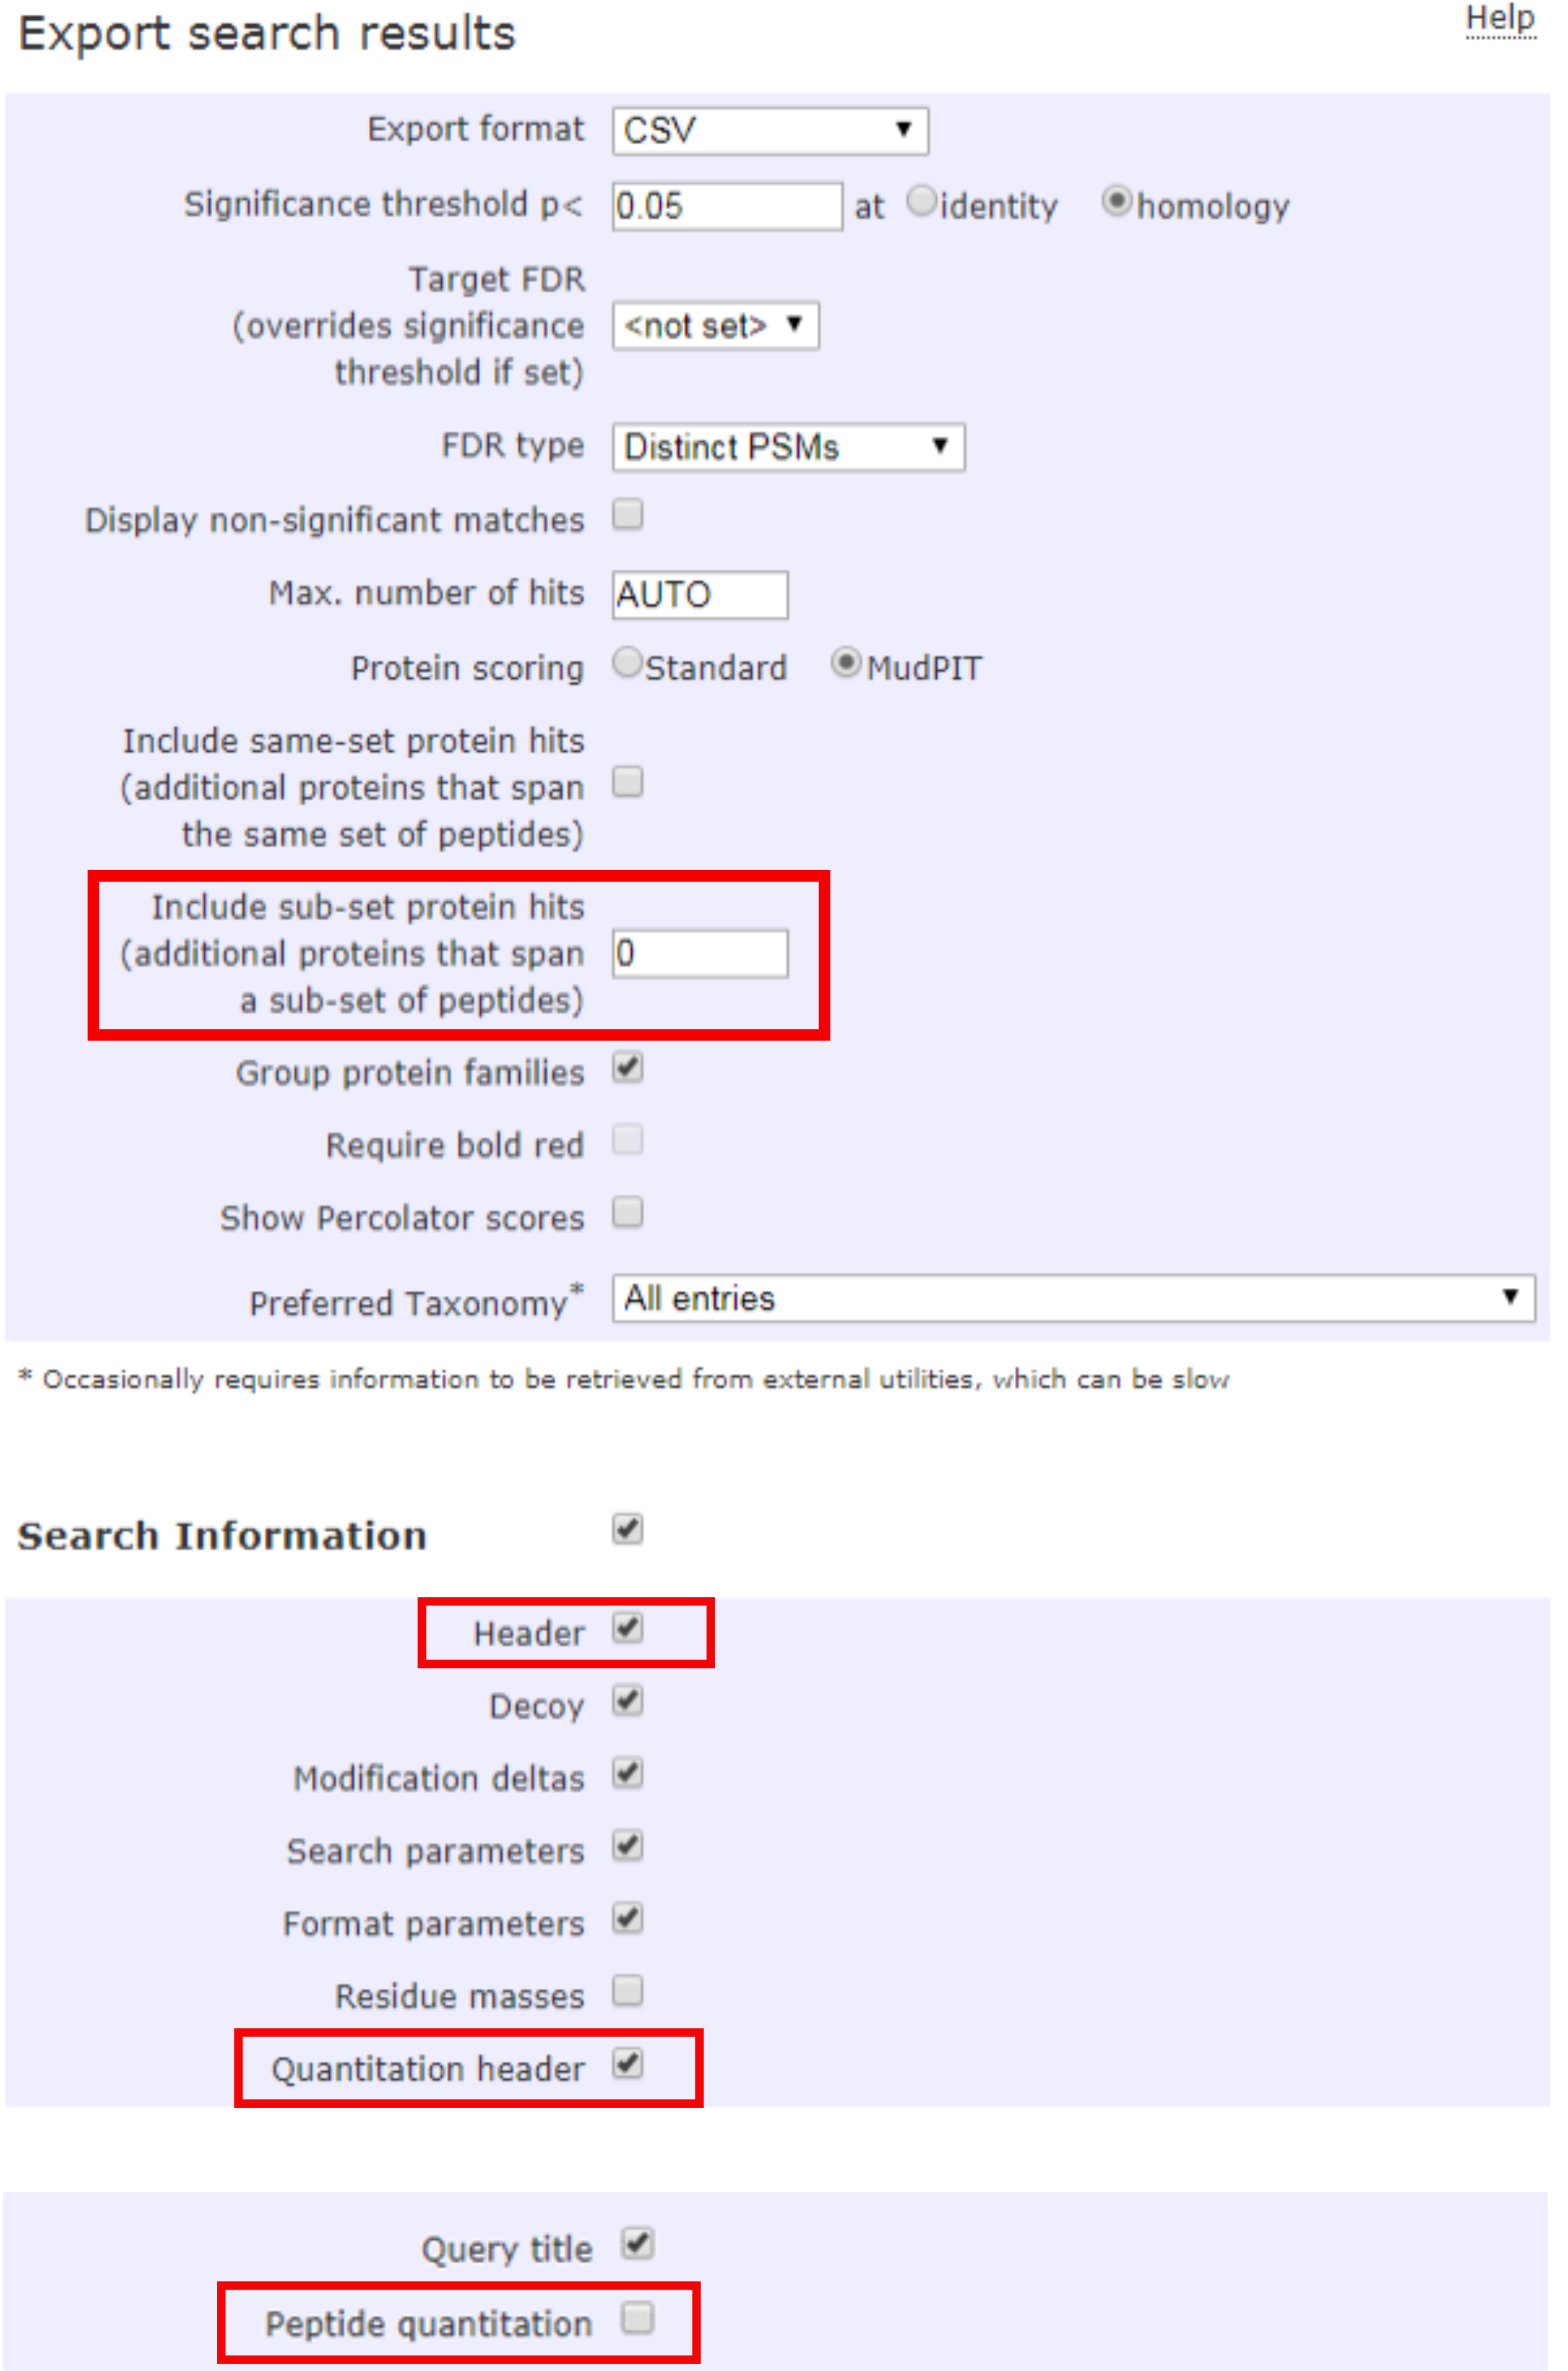 Export search results
Help
Export format CSV
Significance threshold p< 0.05 at identity homology
Target FDR
(overrides significance <not set>
threshold if set)
FDR type Distinct PSMs
Display non-significant matches
Max. number of hits AUTO
Protein scoring Standard MudPIT
Include same-set protein hits
(additional proteins that span
the same set of peptides)
Include sub-set protein hits
(additional proteins that span 0
a sub-set of peptides)
Group protein families
Require bold red
Show Percolator scores
Preferred Taxonomy* All entries
* Occasionally requires information to be retrieved from external utilities, which can be slow
Search Information
Header
Decoy
Modification deltas
Search parameters
Format parameters
Residue masses
Quantitation header
Query title
Peptide quantitation